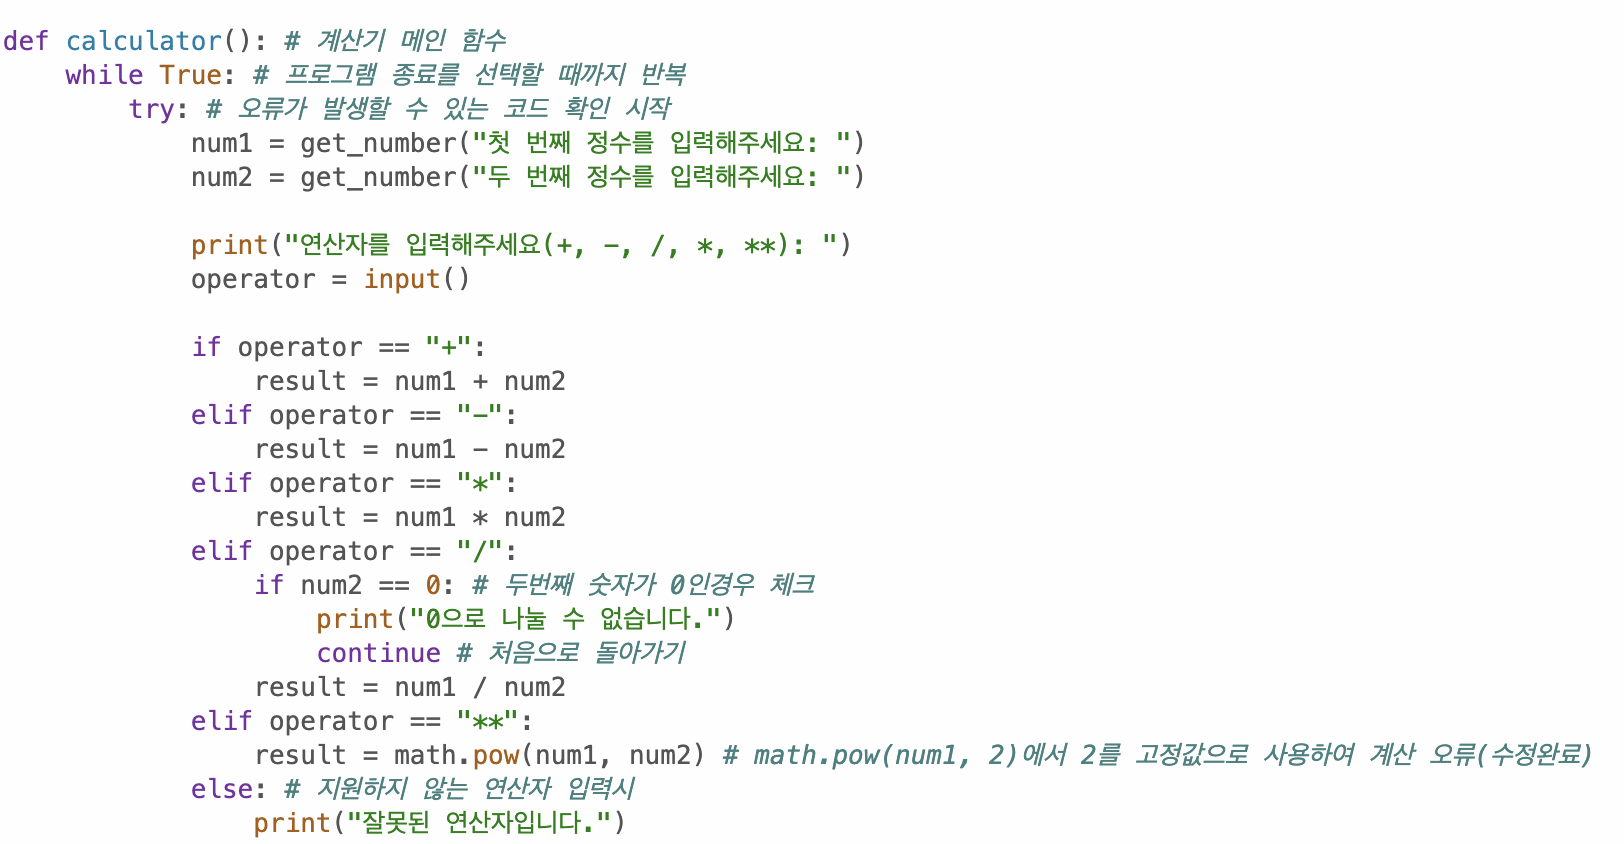 def calculator(): # 계산기 메인 함수
    while True: # 프로그램 종료를 선택할 때까지 반복
        try: # 오류가 발생할 수 있는 코드 확인 시작
            num1 = get_number("첫 번째 정수를 입력해주세요: ")
            num2 = get_number("두 번째 정수를 입력해주세요: ")

            print("연산자를 입력해주세요(+, -, /, *, **): ")
            operator = input()

            if operator == "+":
                result = num1 + num2
            elif operator == "-":
                result = num1 - num2
            elif operator == "*":
                result = num1 * num2
            elif operator == "/":
                if num2 == 0: # 두번째 숫자가 0인경우 체크
                    print("0으로 나눌 수 없습니다.")
                    continue # 처음으로 돌아가기
                result = num1 / num2
            elif operator == "**":
                result = math.pow(num1, num2) # math.pow(num1, 2)에서 2를 고정값으로 사용하여 계산 오류(수정완료)
            else: # 지원하지 않는 연산자 입력시
                print("잘못된 연산자입니다.")